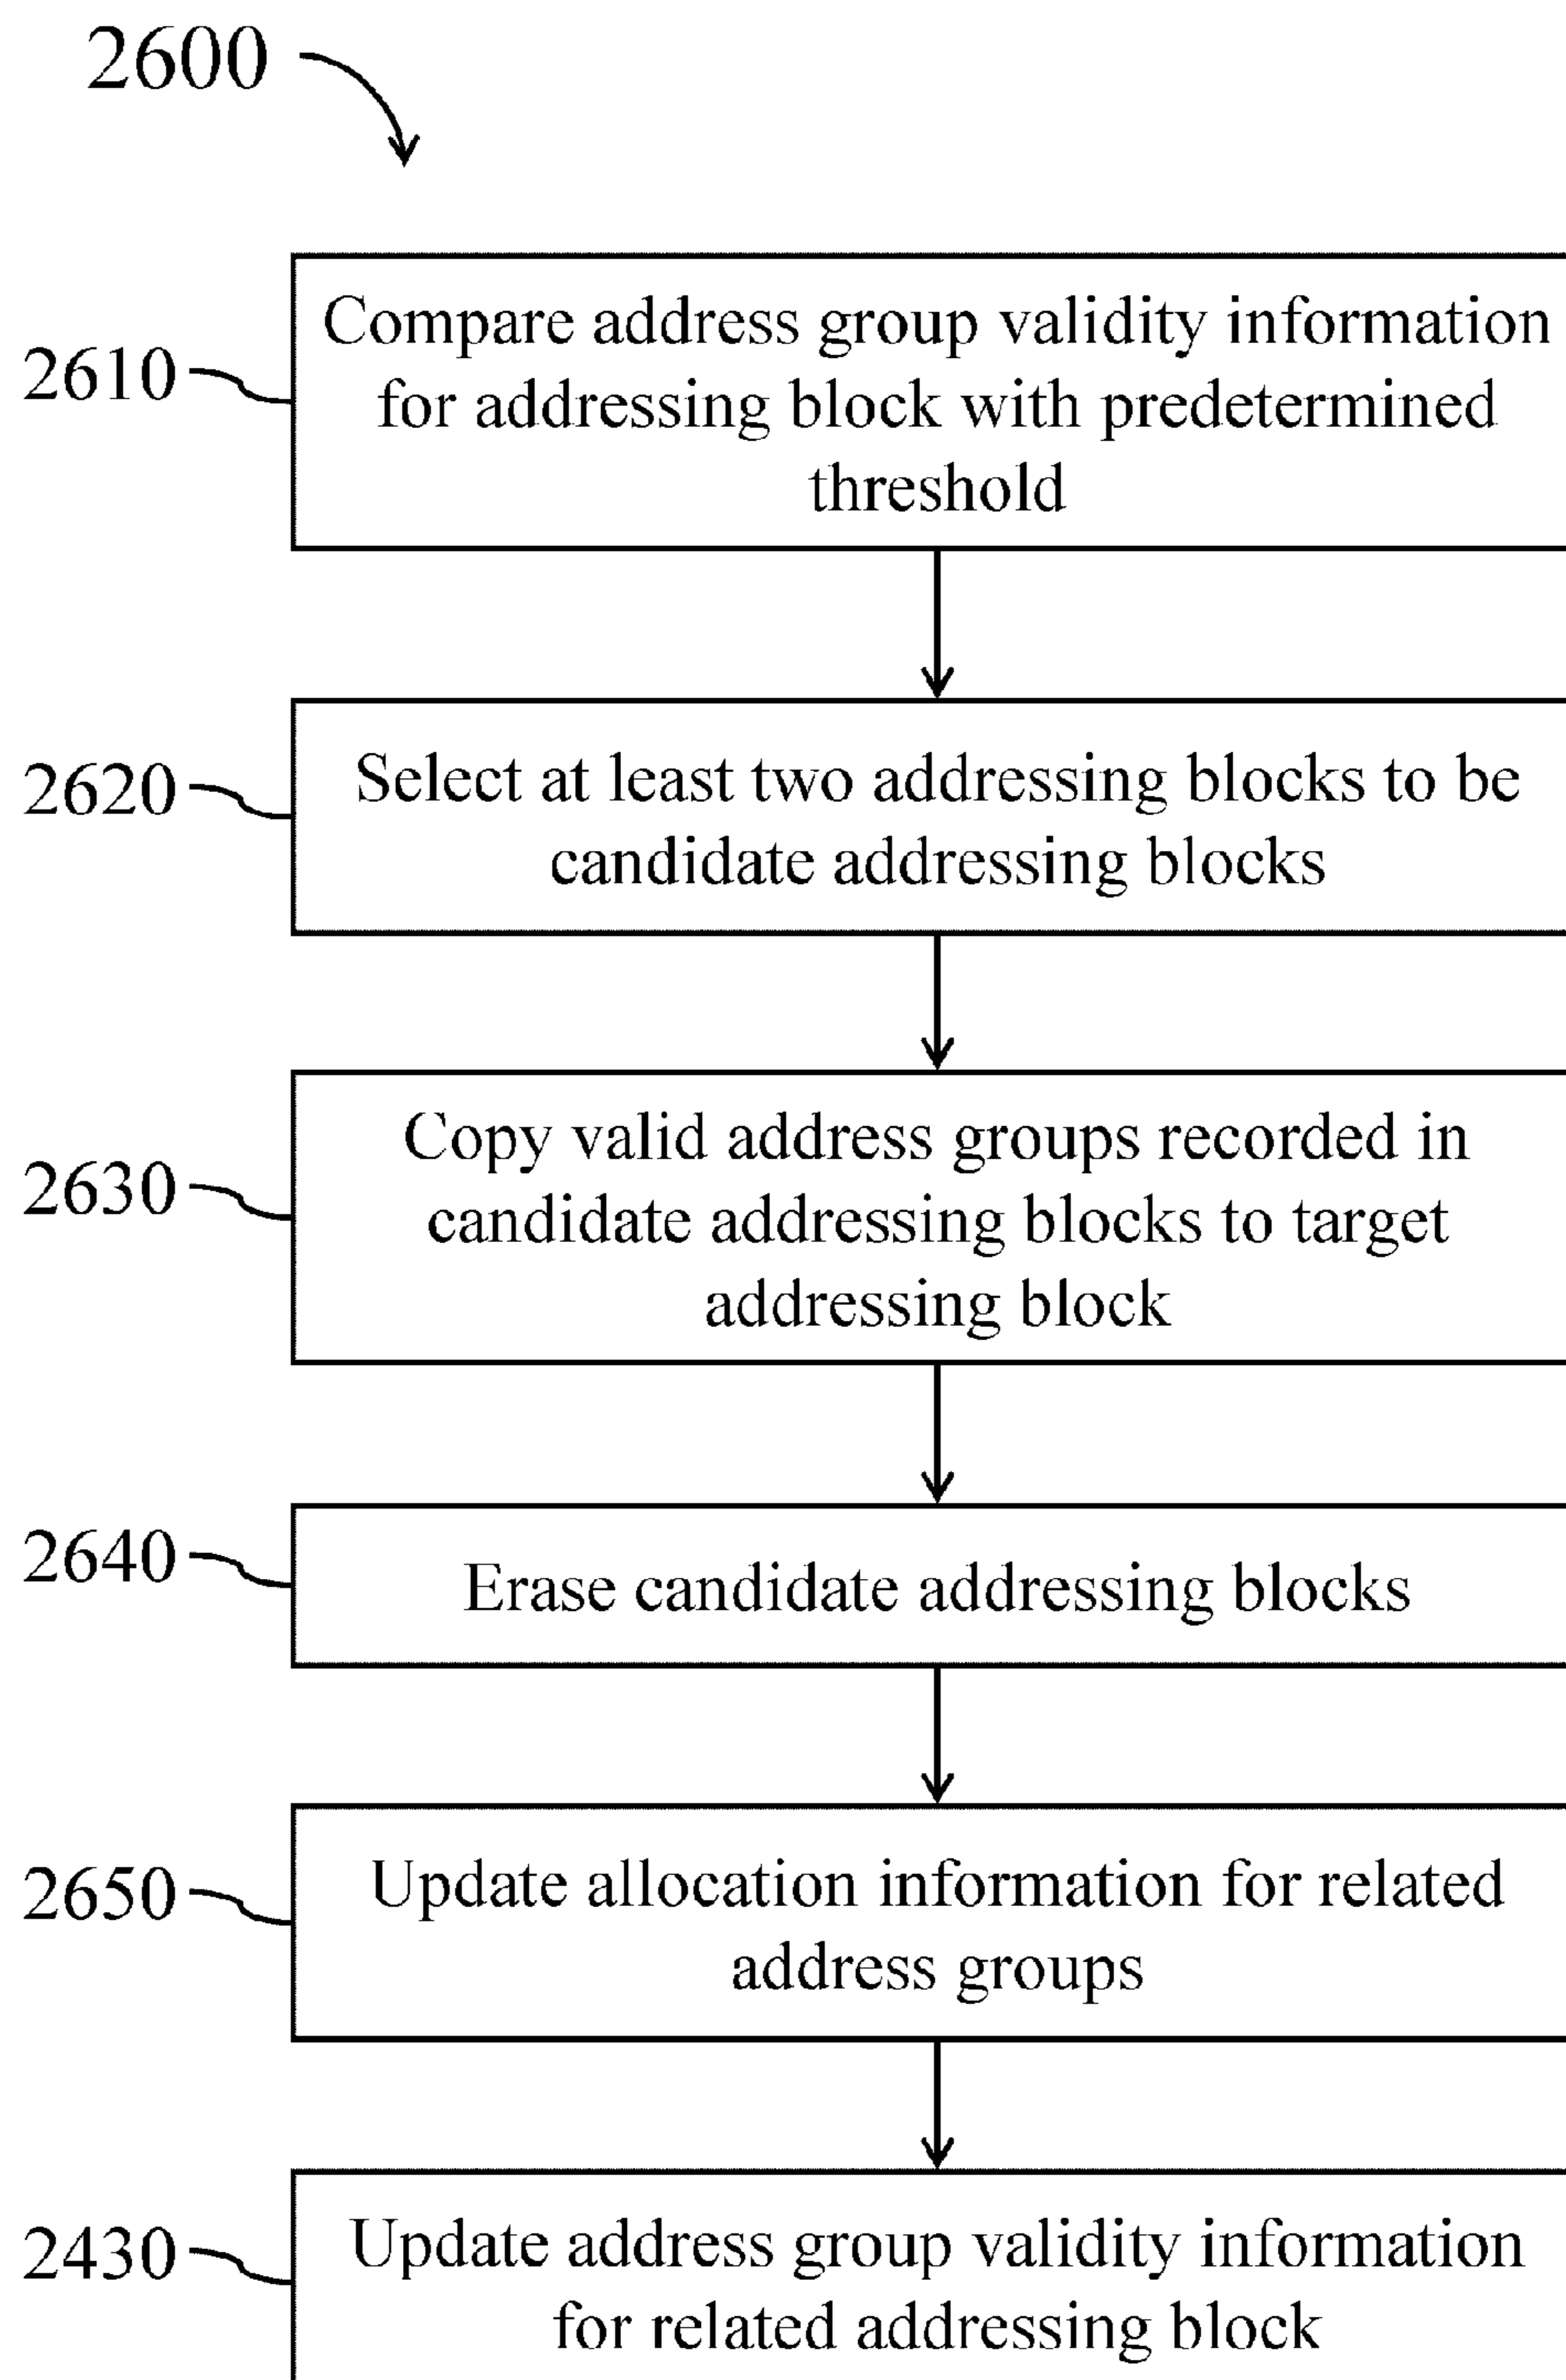 2600
2610
Compare address group validity information
for addressing block with predetermined
threshold
2620
Select at least two addressing blocks to be
candidate addressing blocks
2630
Copy valid address groups recorded in
candidate addressing blocks to target
addressing block
2640
Erase candidate addressing blocks
2650
Update allocation information for related
address groups
2430
Update address group validity information
for related addressing block